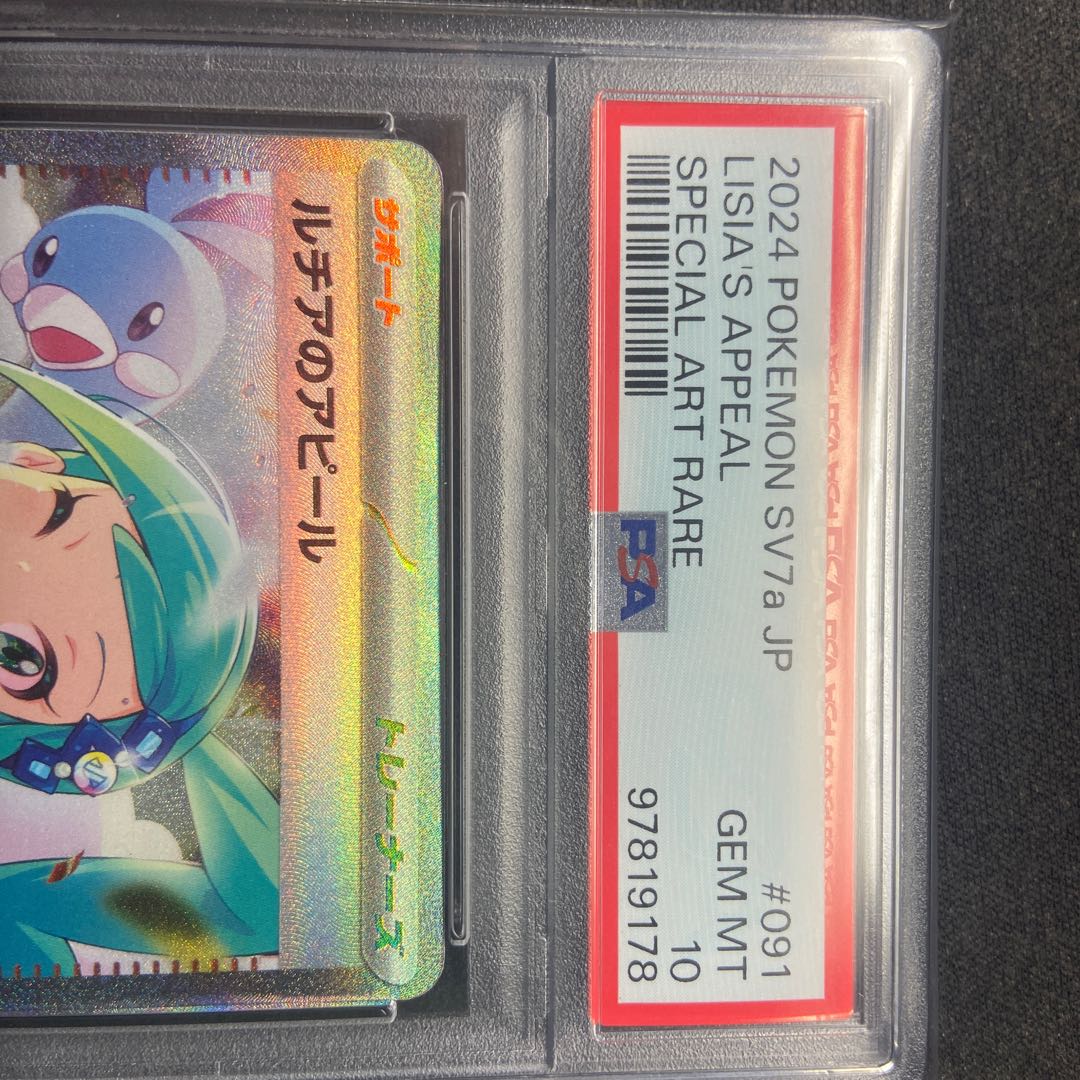 2024 POKEMON SV7a JP #091
LISIA'S APPEAL GEM MT
SPECIAL ART RARE 10
PSA 97819178
サポート トレーナーズ
ルチアのアピール